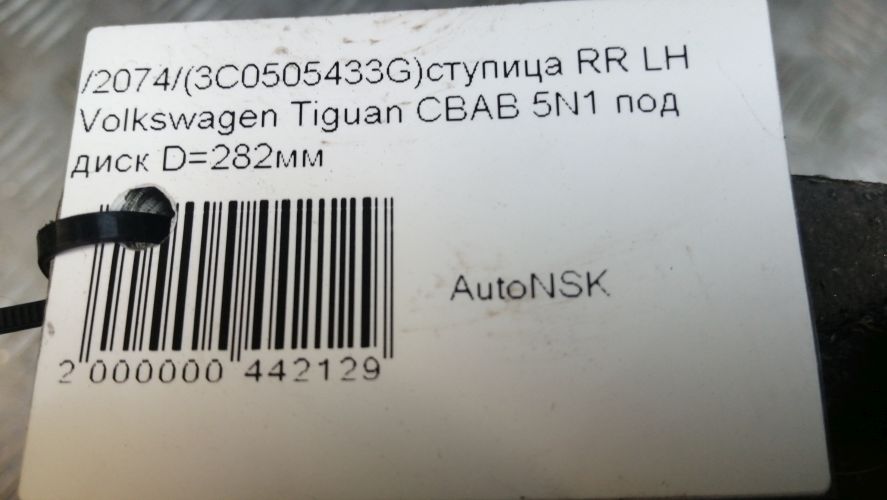 /2074/(3C0505433G)ступица RR LH
Volkswagen Tiguan CBAB 5N1 под
диск D=282мм
AutoNSK
2 000000 442129